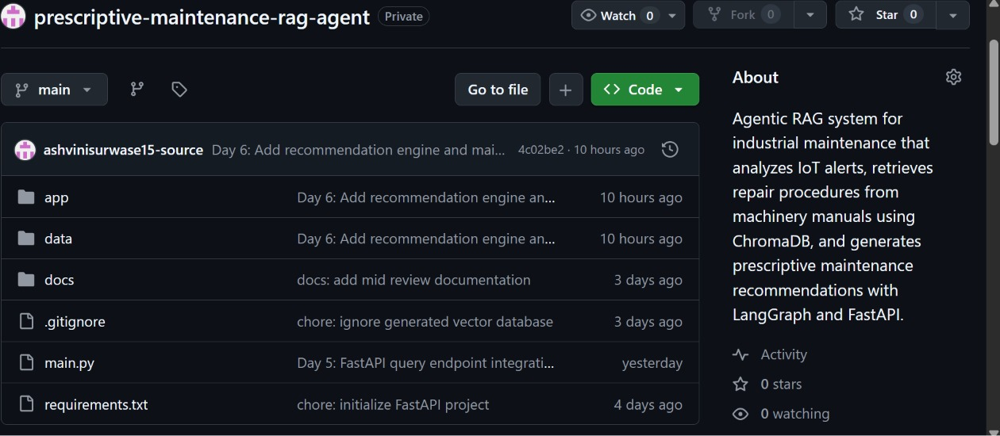 prescriptive-maintenance-rag-agent Private Watch 0 Fork 0 Star 0
main Go to file Code
ashvinisurwase15-source Day 6: Add recommendation engine and mai... 4c02be2 · 10 hours ago
app Day 6: Add recommendation engine an... 10 hours ago
data Day 6: Add recommendation engine an... 10 hours ago
docs docs: add mid review documentation 3 days ago
.gitignore chore: ignore generated vector database 3 days ago
main.py Day 5: FastAPI query endpoint integrati... yesterday
requirements.txt chore: initialize FastAPI project 4 days ago
About
Agentic RAG system for
industrial maintenance that
analyzes IoT alerts, retrieves
repair procedures from
machinery manuals using
ChromaDB, and generates
prescriptive maintenance
recommendations with
LangGraph and FastAPI.
Activity
0 stars
0 watching